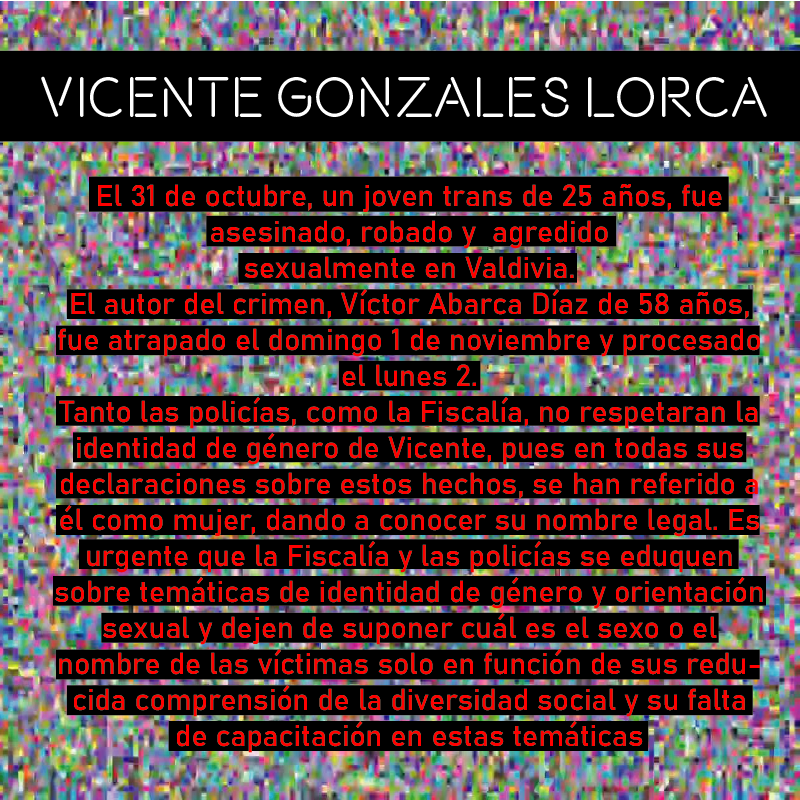 VICENTE GONZALES LORCA
El 31 de octubre, un joven trans de 25 años, fue
asesinado, robado y  agredido
sexualmente en Valdivia.
El autor del crimen, Víctor Abarca Díaz de 58 años,
fue atrapado el domingo 1 de noviembre y procesado
el lunes 2.
Tanto las policías, como la Fiscalía, no respetaran la
identidad de género de Vicente, pues en todas sus
declaraciones sobre estos hechos, se han referido a
él como mujer, dando a conocer su nombre legal. Es
urgente que la Fiscalía y las policías se eduquen
sobre temáticas de identidad de género y orientación
sexual y dejen de suponer cuál es el sexo o el
nombre de las víctimas solo en función de sus redu-
cida comprensión de la diversidad social y su falta
de capacitación en estas temáticas